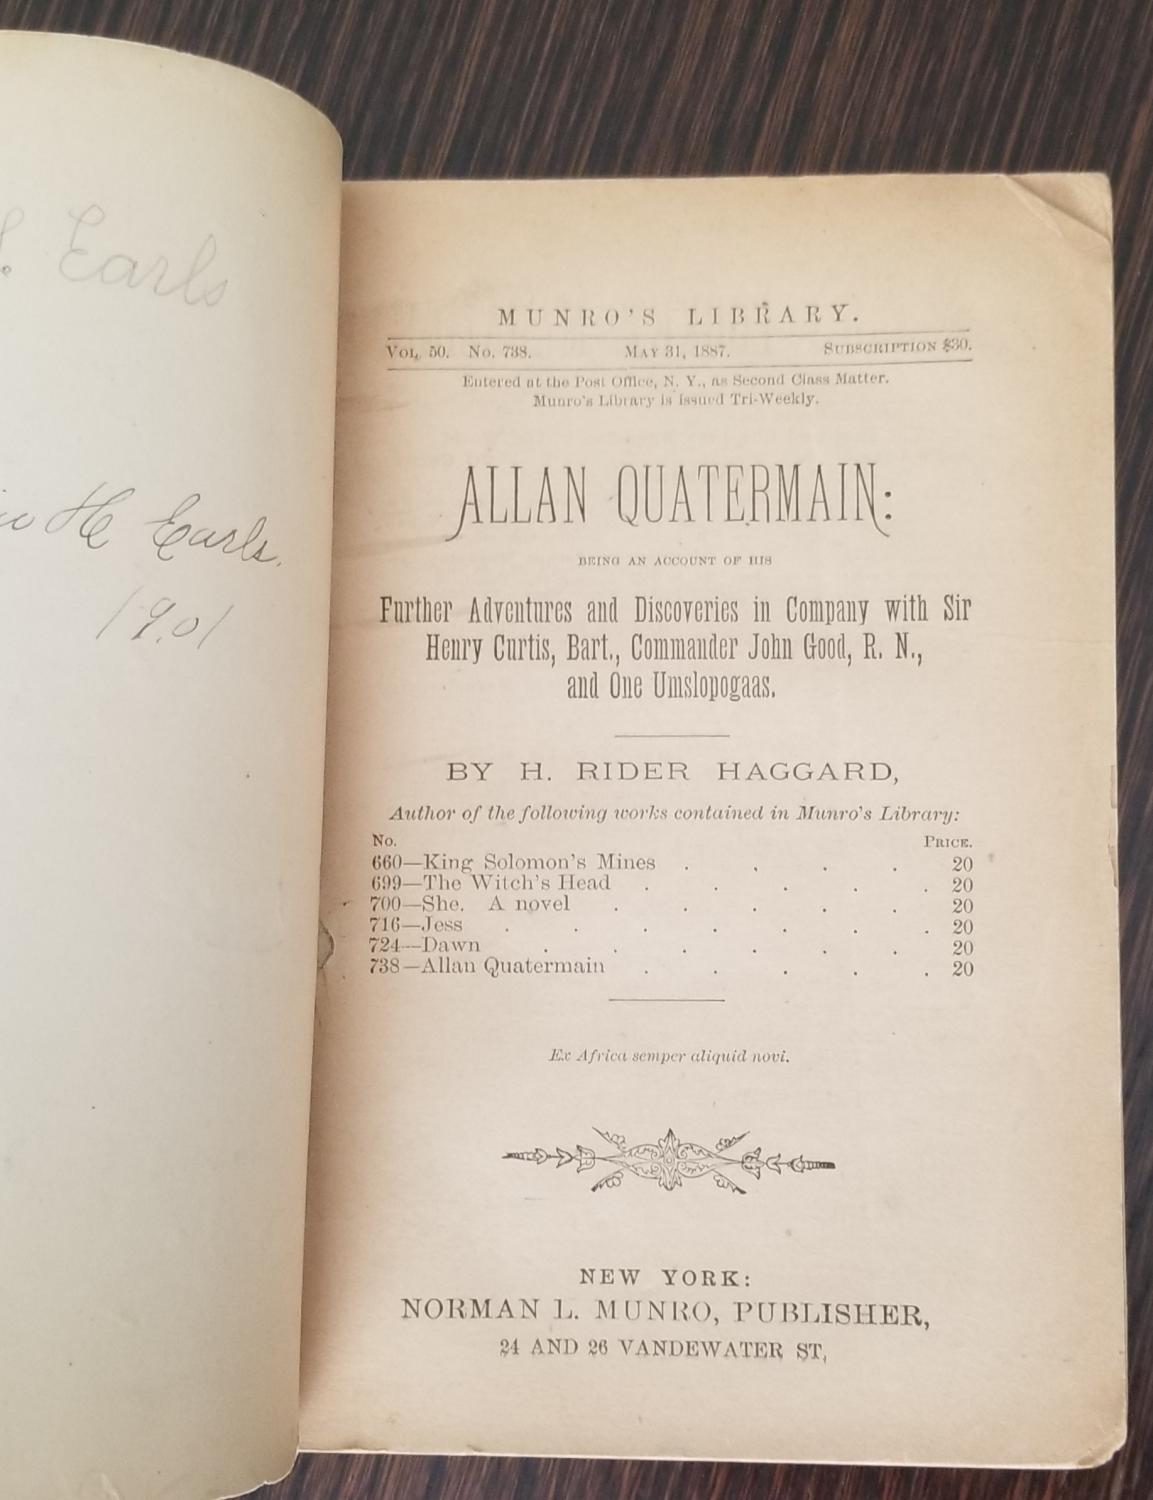 Earls
H Earls.
1901
MUNRO'S LIBRARY.
VOL. 50. No. 738. MAY 31, 1887. SUBSCRIPTION $30.
Entered at the Post Office, N. Y., as Second Class Matter.
Munro's Library is issued Tri-Weekly.
ALLAN QUATERMAIN:
BEING AN ACCOUNT OF HIS
Further Adventures and Discoveries in Company with Sir
Henry Curtis, Bart., Commander John Good, R. N.,
and One Umslopogaas.
BY H. RIDER HAGGARD,
Author of the following works contained in Munro's Library:
No. PRICE.
660—King Solomon's Mines . . . . 20
699—The Witch's Head . . . . . 20
700—She. A novel . . . . . 20
716—Jess . . . . . . . 20
724—Dawn . . . . . . 20
738—Allan Quatermain . . . . . 20
Ex Africa semper aliquid novi.
NEW YORK:
NORMAN L. MUNRO, PUBLISHER,
24 AND 26 VANDEWATER ST,